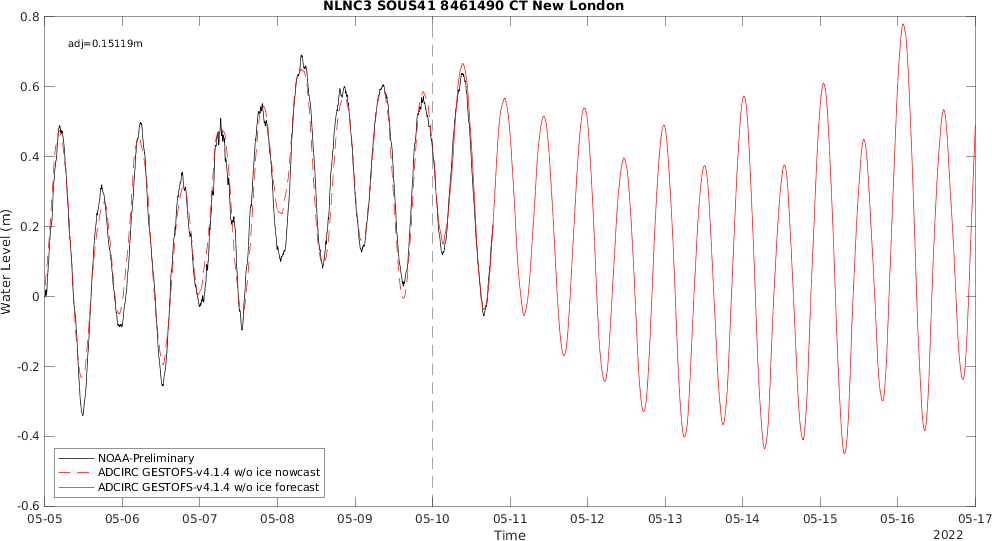 NLNC3 SOUS41 8461490 CT New London
adj=0.15119m
Water Level (m)
0.8
0.6
0.4
0.2
0
-0.2
-0.4
-0.6
NOAA-Preliminary
ADCIRC GESTOFS-v4.1.4 w/o ice nowcast
ADCIRC GESTOFS-v4.1.4 w/o ice forecast
05-05 05-06 05-07 05-08 05-09 05-10 05-11 05-12 05-13 05-14 05-15 05-16 05-17
Time
2022